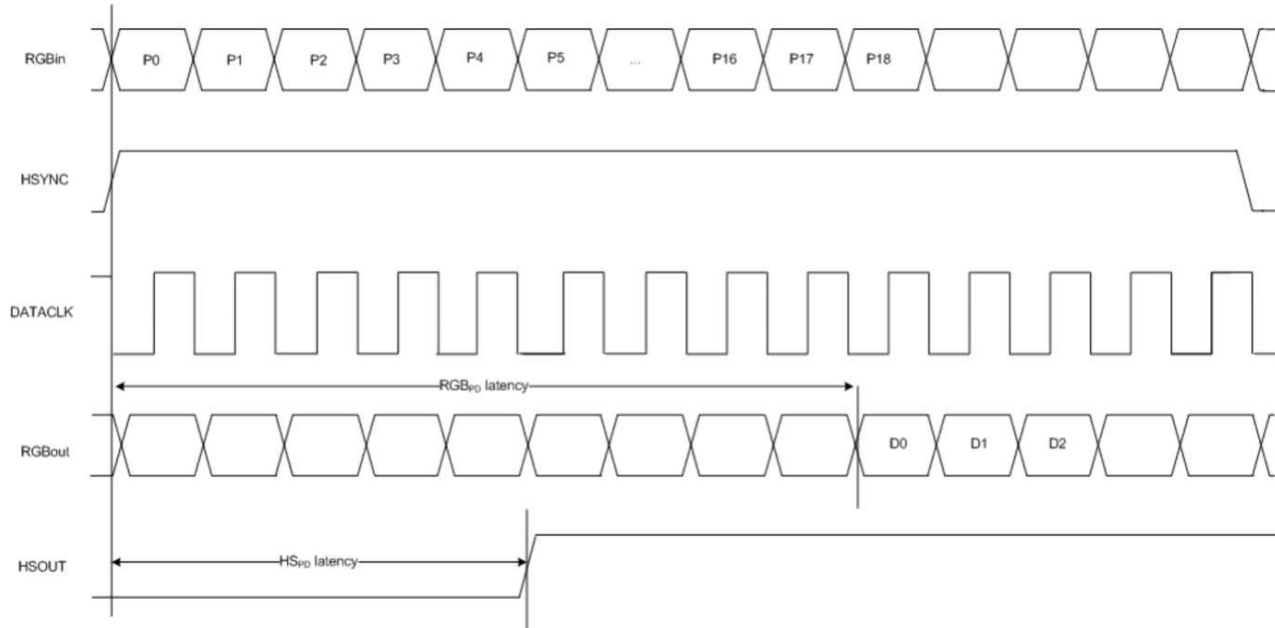 RGBin P0 P1 P2 P3 P4 P5 ... P16 P17 P18
HSYNC
DATACLK
RGBPD latency
RGBout D0 D1 D2
HSPD latency
HSOUT